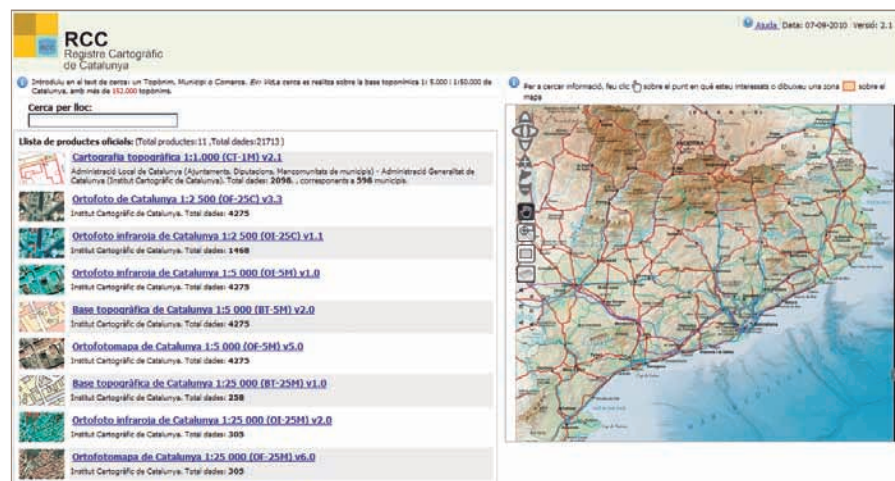 Ajuda Data: 07-09-2010 Versió: 2.1
RCC
RCC
Registre Cartogràfic
de Catalunya
Introduïu en el text de cerca: un Topònim, Municipi o Comarca. La cerca es realitza sobre la base toponímica 1: 5.000 i 1:50.000 de
Catalunya, amb més de 152.000 topònims.
Cerca per lloc:
Per a cercar informació, feu clic sobre el punt en què esteu interessats o dibuixeu una zona sobre el
mapa
Llista de productes oficials: (Total productes:11 ,Total dades:21713 )
Cartografia topogràfica 1:1.000 (CT-1M) v2.1
Administració Local de Catalunya (Ajuntaments, Diputacions, Mancomunitats de municipis) - Administració Generalitat de
Catalunya (Institut Cartogràfic de Catalunya). Total dades: 2098. , corresponents a 596 municipis.
Ortofoto de Catalunya 1:2 500 (OF-25C) v3.3
Institut Cartogràfic de Catalunya. Total dades: 4275
Ortofoto infraroja de Catalunya 1:2 500 (OI-25C) v1.1
Institut Cartogràfic de Catalunya. Total dades: 1468
Ortofoto infraroja de Catalunya 1:5 000 (OI-5M) v1.0
Institut Cartogràfic de Catalunya. Total dades: 4275
Base topogràfica de Catalunya 1:5 000 (BT-5M) v2.0
Institut Cartogràfic de Catalunya. Total dades: 4275
Ortofotomapa de Catalunya 1:5 000 (OF-5M) v5.0
Institut Cartogràfic de Catalunya. Total dades: 4275
Base topogràfica de Catalunya 1:25 000 (BT-25M) v1.0
Institut Cartogràfic de Catalunya. Total dades: 258
Ortofoto infraroja de Catalunya 1:25 000 (OI-25M) v2.0
Institut Cartogràfic de Catalunya. Total dades: 305
Ortofotomapa de Catalunya 1:25 000 (OF-25M) v6.0
Institut Cartogràfic de Catalunya. Total dades: 305